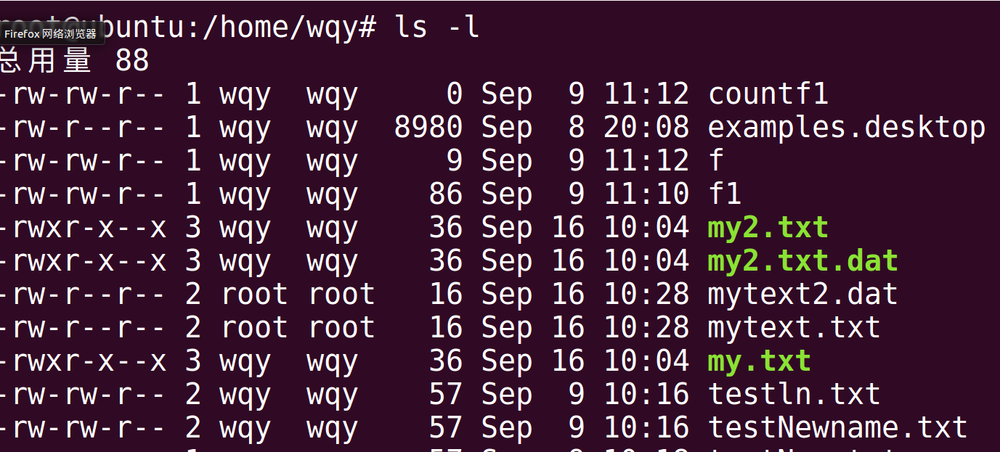 ubuntu:/home/wqy# ls -l
Firefox 网络浏览器
总用量 88
-rw-rw-r-- 1 wqy wqy 0 Sep 9 11:12 countf1
-rw-r--r-- 1 wqy wqy 8980 Sep 8 20:08 examples.desktop
-rw-rw-r-- 1 wqy wqy 9 Sep 9 11:12 f
-rw-rw-r-- 1 wqy wqy 86 Sep 9 11:10 f1
-rwxr-x--x 3 wqy wqy 36 Sep 16 10:04 my2.txt
-rwxr-x--x 3 wqy wqy 36 Sep 16 10:04 my2.txt.dat
-rw-r--r-- 2 root root 16 Sep 16 10:28 mytext2.dat
-rw-r--r-- 2 root root 16 Sep 16 10:28 mytext.txt
-rwxr-x--x 3 wqy wqy 36 Sep 16 10:04 my.txt
-rw-rw-r-- 2 wqy wqy 57 Sep 9 10:16 testln.txt
-rw-rw-r-- 2 wqy wqy 57 Sep 9 10:16 testNewname.txt